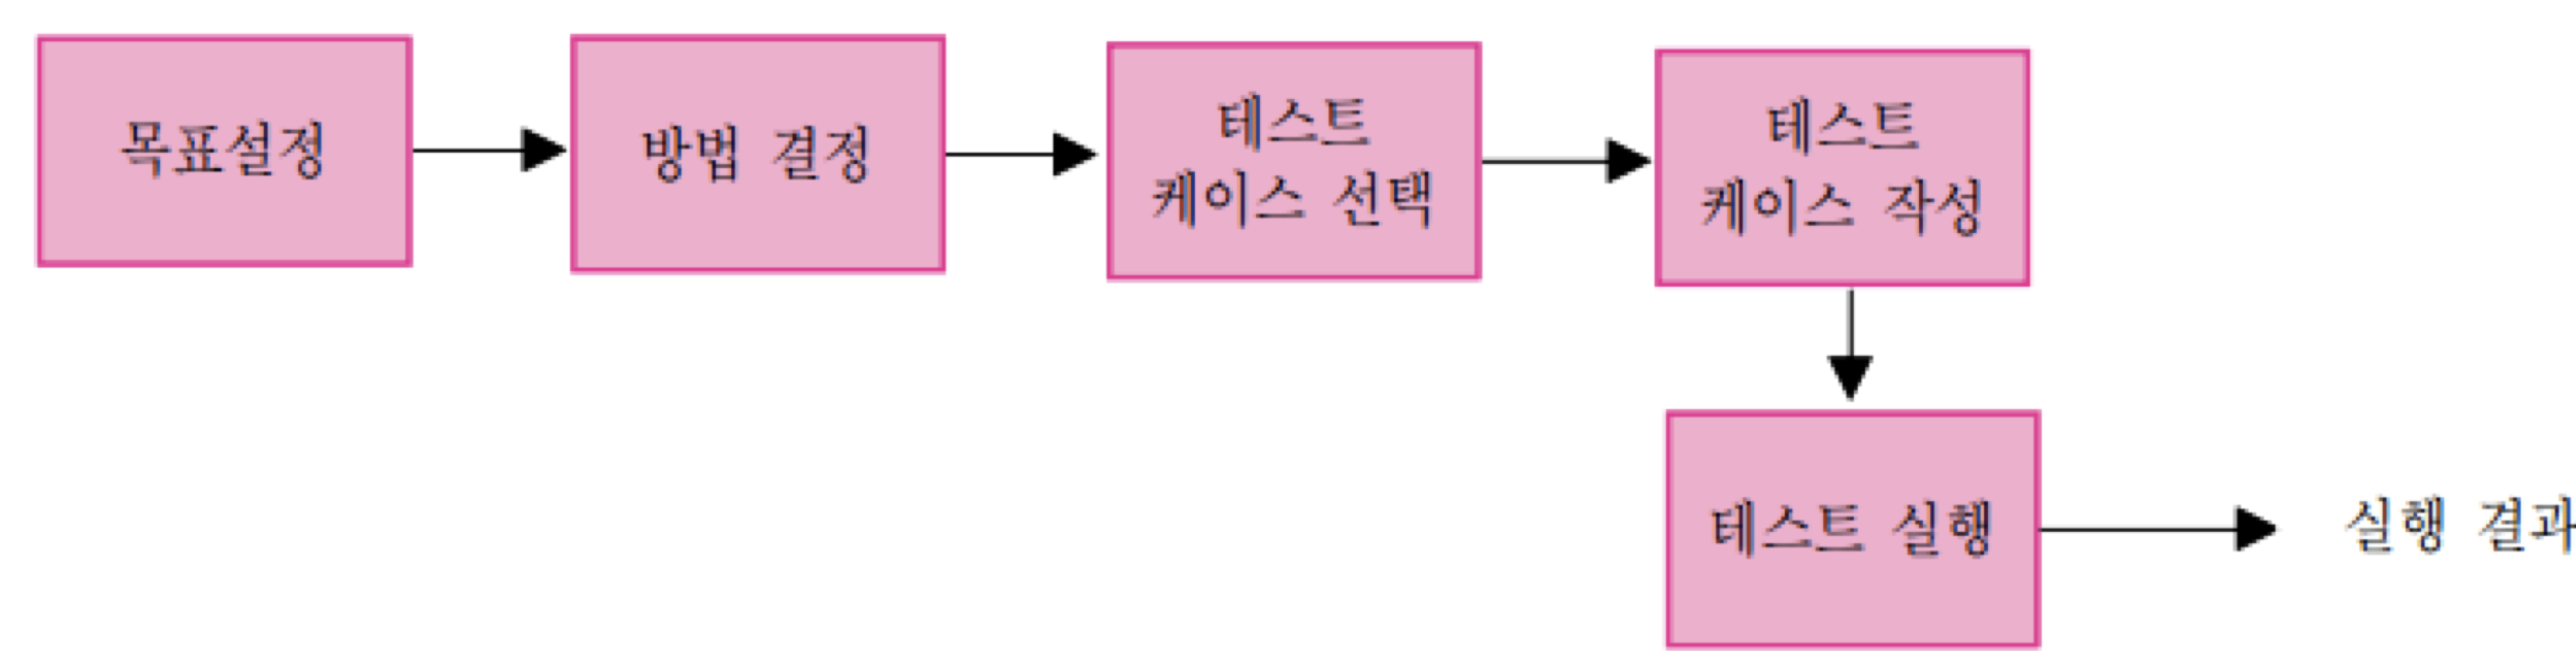 목표설정
방법 결정
테스트
케이스 선택
테스트
케이스 작성
테스트 실행
실행 결과